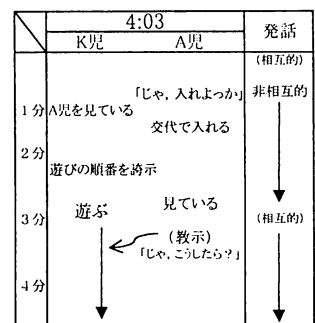 4:03
発話
K児 A児
(相互的)
「じゃ，入れよっか」 非相互的
1分 A児を見ている
交代で入れる
2分
遊びの順番を誇示
3分 遊ぶ 見ている (相互的)
(教示)
「じゃ，こうしたら？」
4分